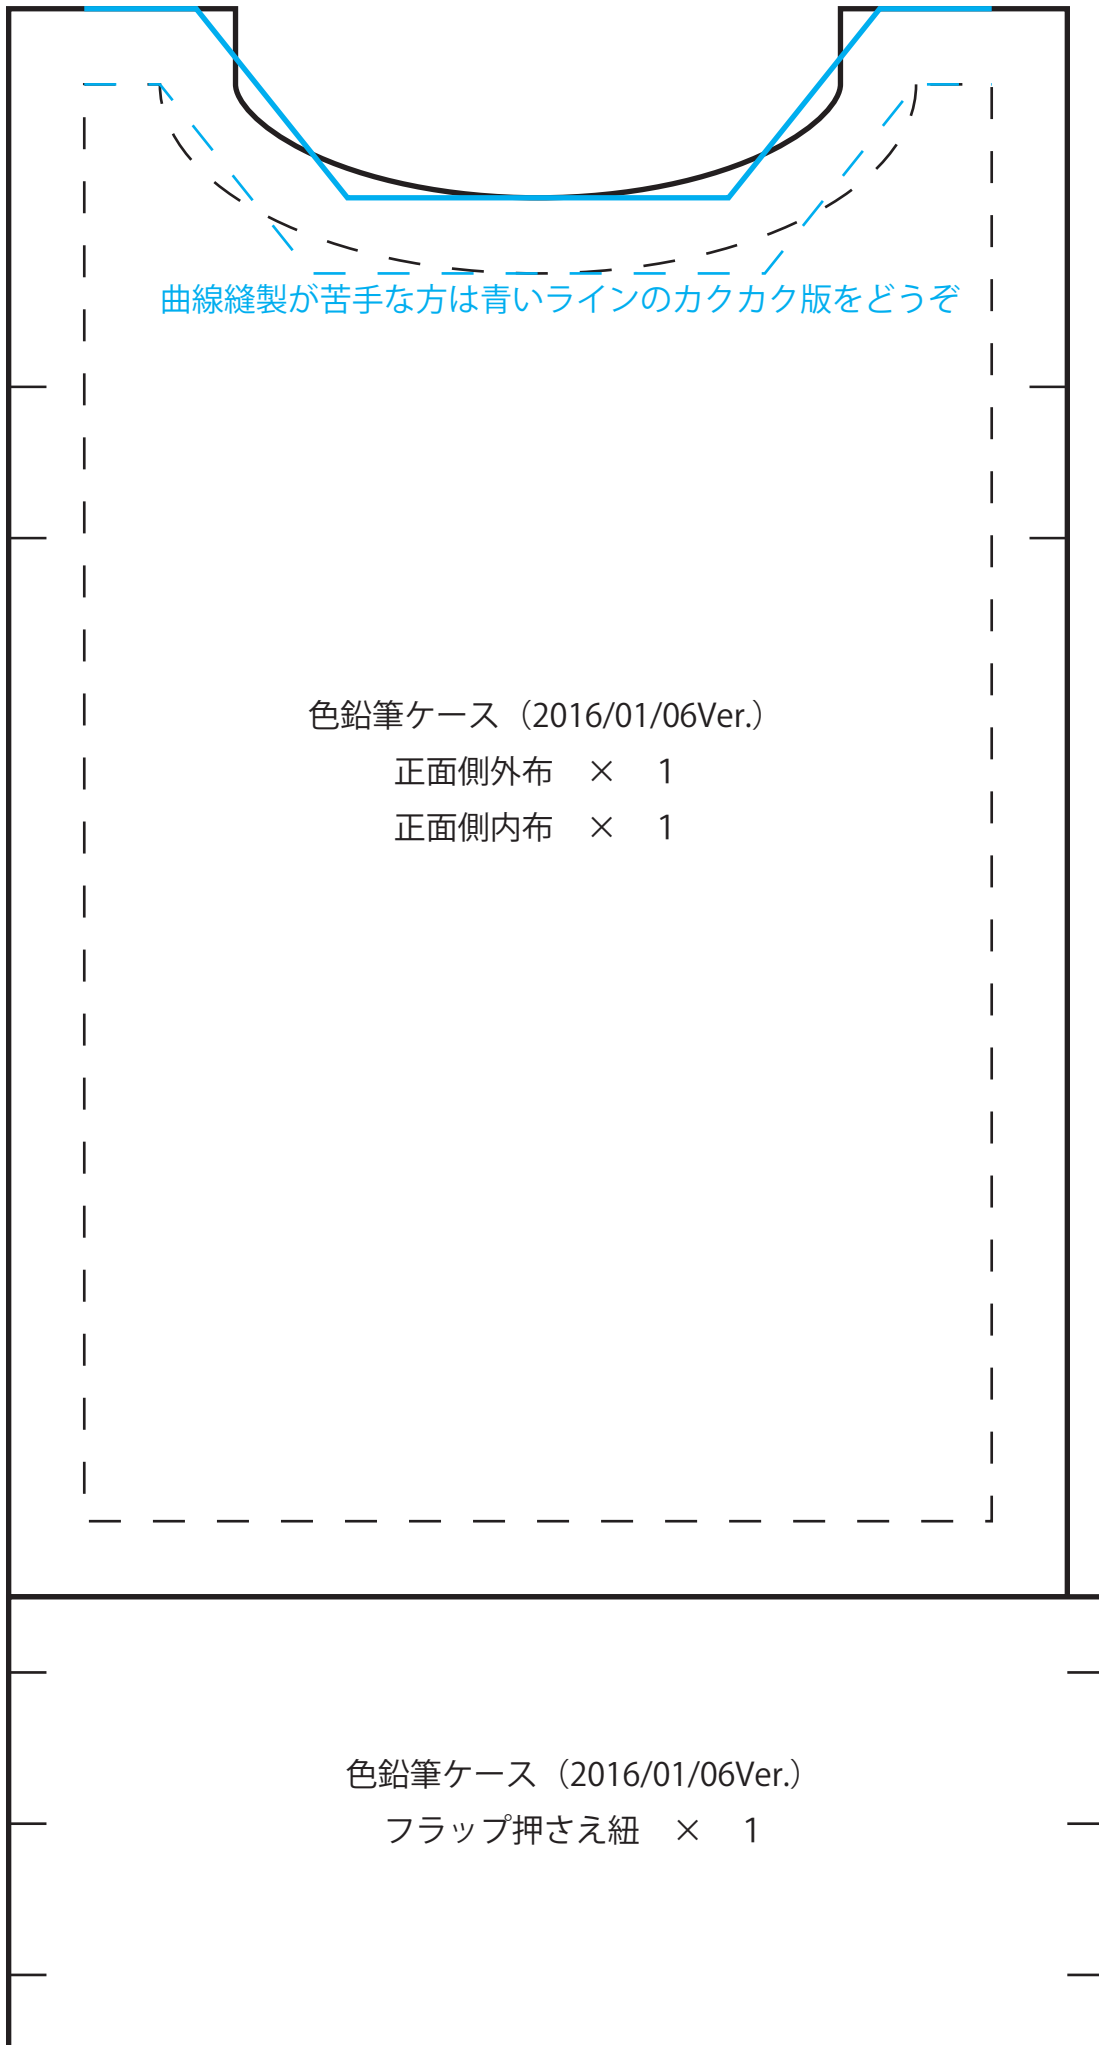 曲線縫製が苦手な方は青いラインのカクカク版をどうぞ
色鉛筆ケース（2016/01/06Ver.）
正面側外布　×　1
正面側内布　×　1
色鉛筆ケース（2016/01/06Ver.）
フラップ押さえ紐　×　1